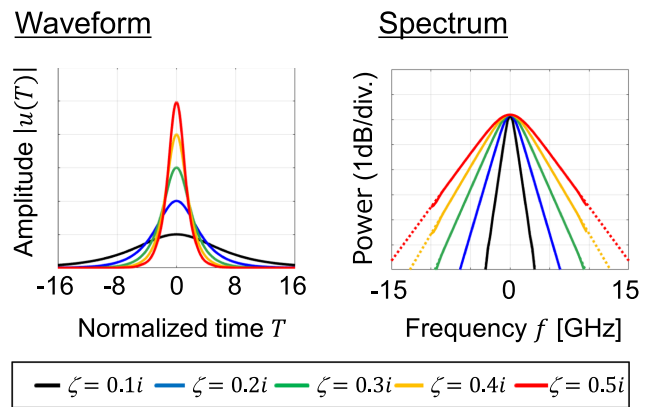 Waveform
Spectrum
Amplitude |u(T)|
-16 -8 0 8 16
Normalized time T
Power (1dB/div.)
-15 0 15
Frequency f [GHz]
ζ = 0.1i ζ = 0.2i ζ = 0.3i ζ = 0.4i ζ = 0.5i